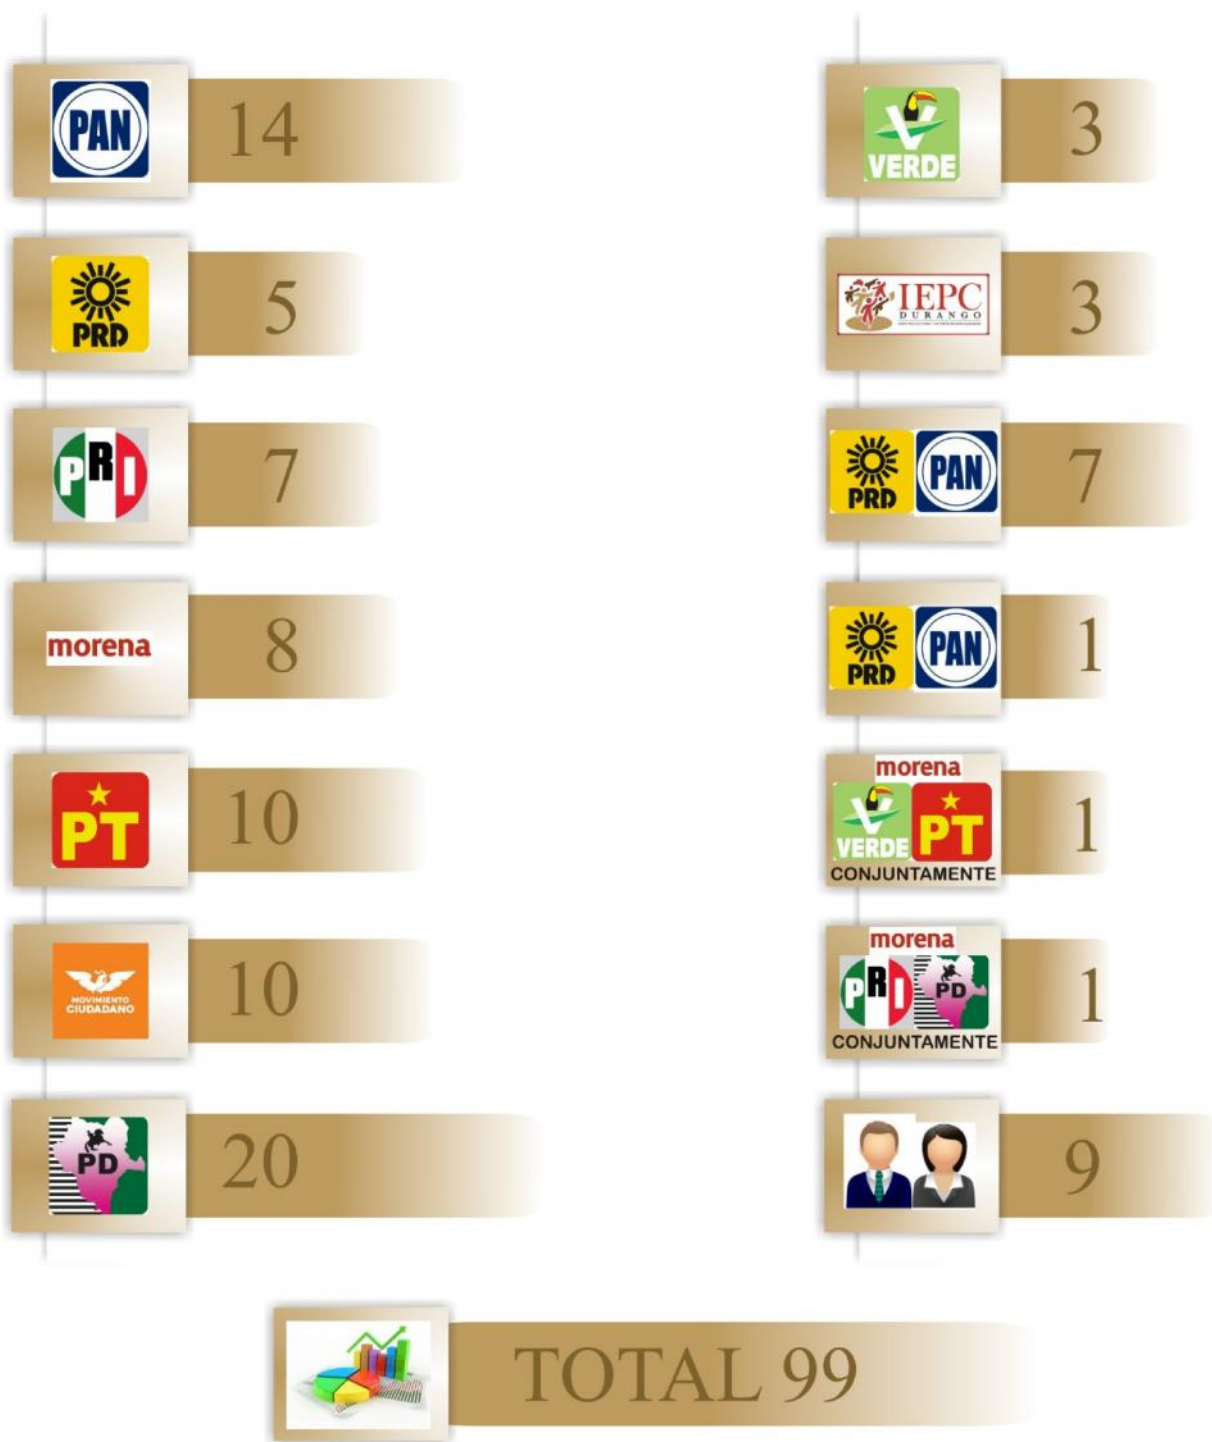 PAN
14
PRD
5
PRI
7
morena
8
PT
10
MOVIMIENTO
CIUDADANO
10
PD
20
VERDE
3
IEPC
DURANGO
3
PRD PAN
7
PRD PAN
1
morena
VERDE PT
CONJUNTAMENTE
1
morena
PRI PD
CONJUNTAMENTE
1
9
TOTAL 99